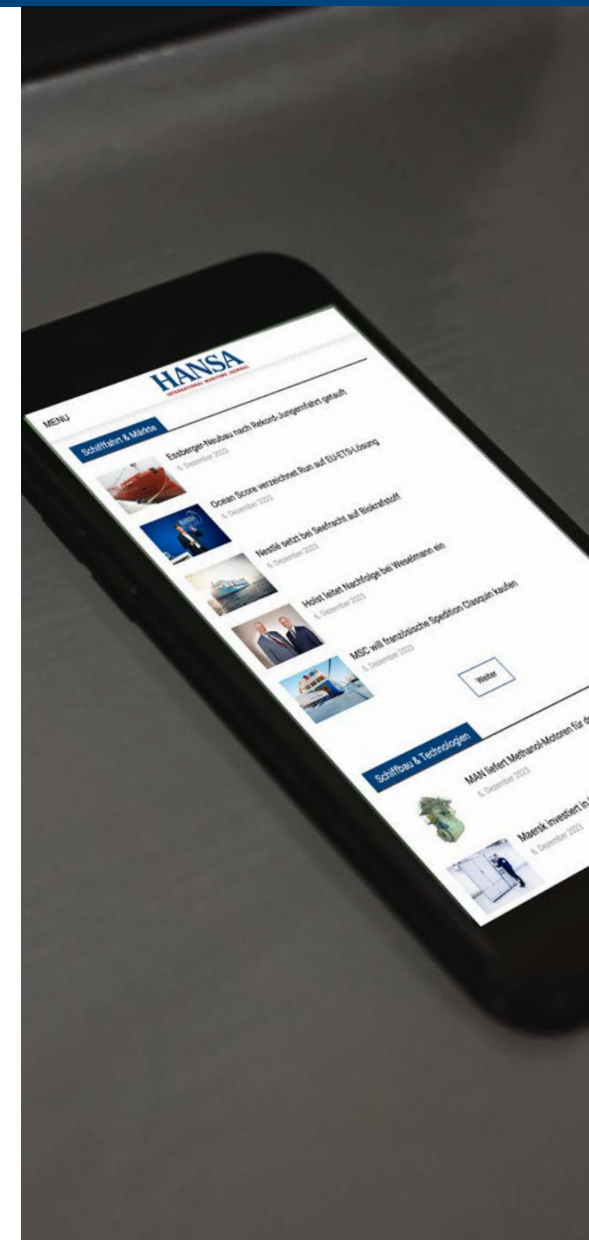 HANSA
INTERNATIONAL MARITIME JOURNAL
MENU
Schifffahrt & Märkte
Essberger-Neubau nach Rekord-Jungfernfahrt getauft
6. Dezember 2023
Ocean Score verzeichnet Run auf EU-ETS-Lösung
6. Dezember 2023
Nestlé setzt bei Seefracht auf Biokraftstoff
6. Dezember 2023
Holst leitet Nachfolge bei Weselmann ein
6. Dezember 2023
MSC will französische Spedition Clasquin kaufen
5. Dezember 2023
Weiter
Schiffbau & Technologien
MAN liefert Methanol-Motoren für d
6. Dezember 2023
Maersk investiert in
6. Dezember 2023